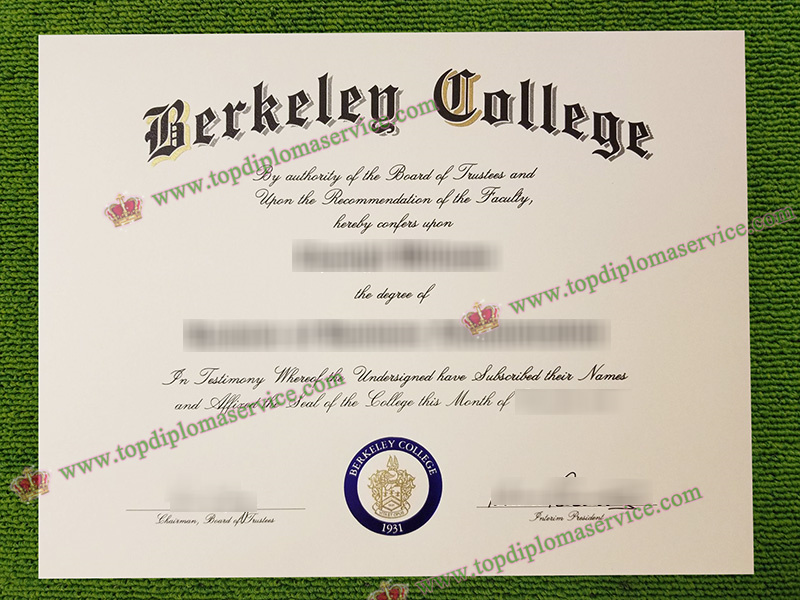 Berkeley College
www.topdiplomaservice.com
By authority of the Board of Trustees and
Upon the Recommendation of the Faculty,
hereby confers upon
www.topdiplomaservice.com
the degree of
In Testimony Whereof the Undersigned have Subscribed their Names
and Affixed the Seal of the College this Month of
www.topdiplomaservice.com
BERKELEY COLLEGE
1931
www.topdiplomaservice.com
Chairman, Board of Trustees
Interim President